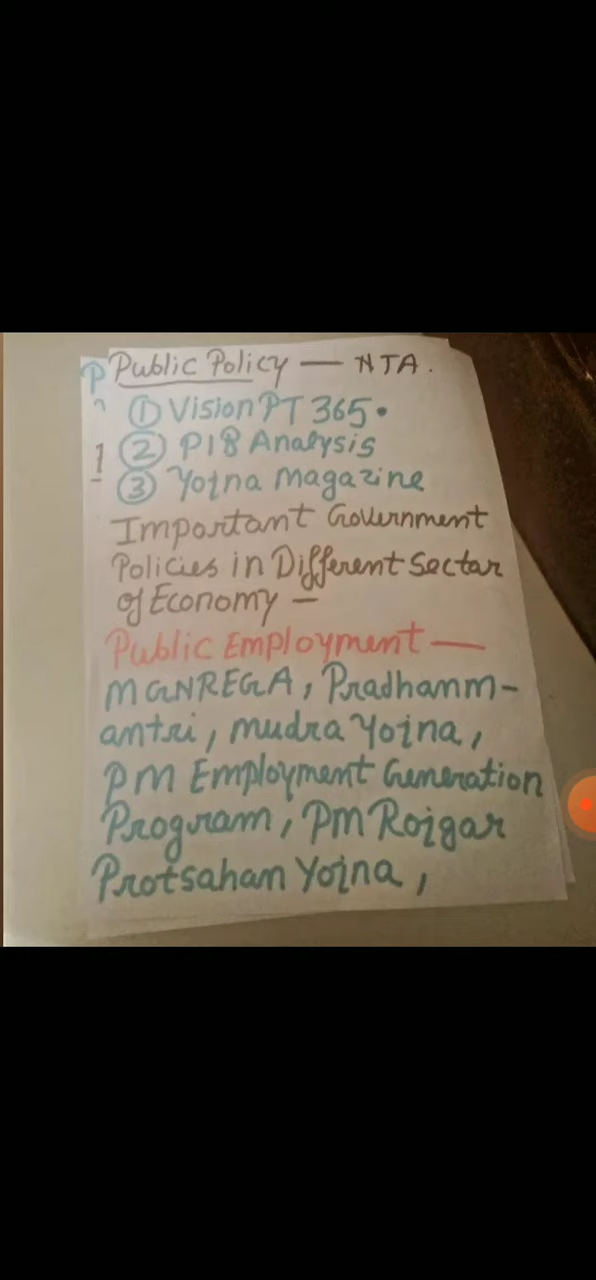 Public Policy — NTA.
① Vision PT 365.
② PIB Analysis
③ Yojna Magazine
Important Government
Policies in Different Sector
of Economy —
Public Employment —
MGNREGA, Pradhanm-
antri, mudra Yojna,
PM Employment Generation
Program, PM Rojgar
Protsahan Yojna,